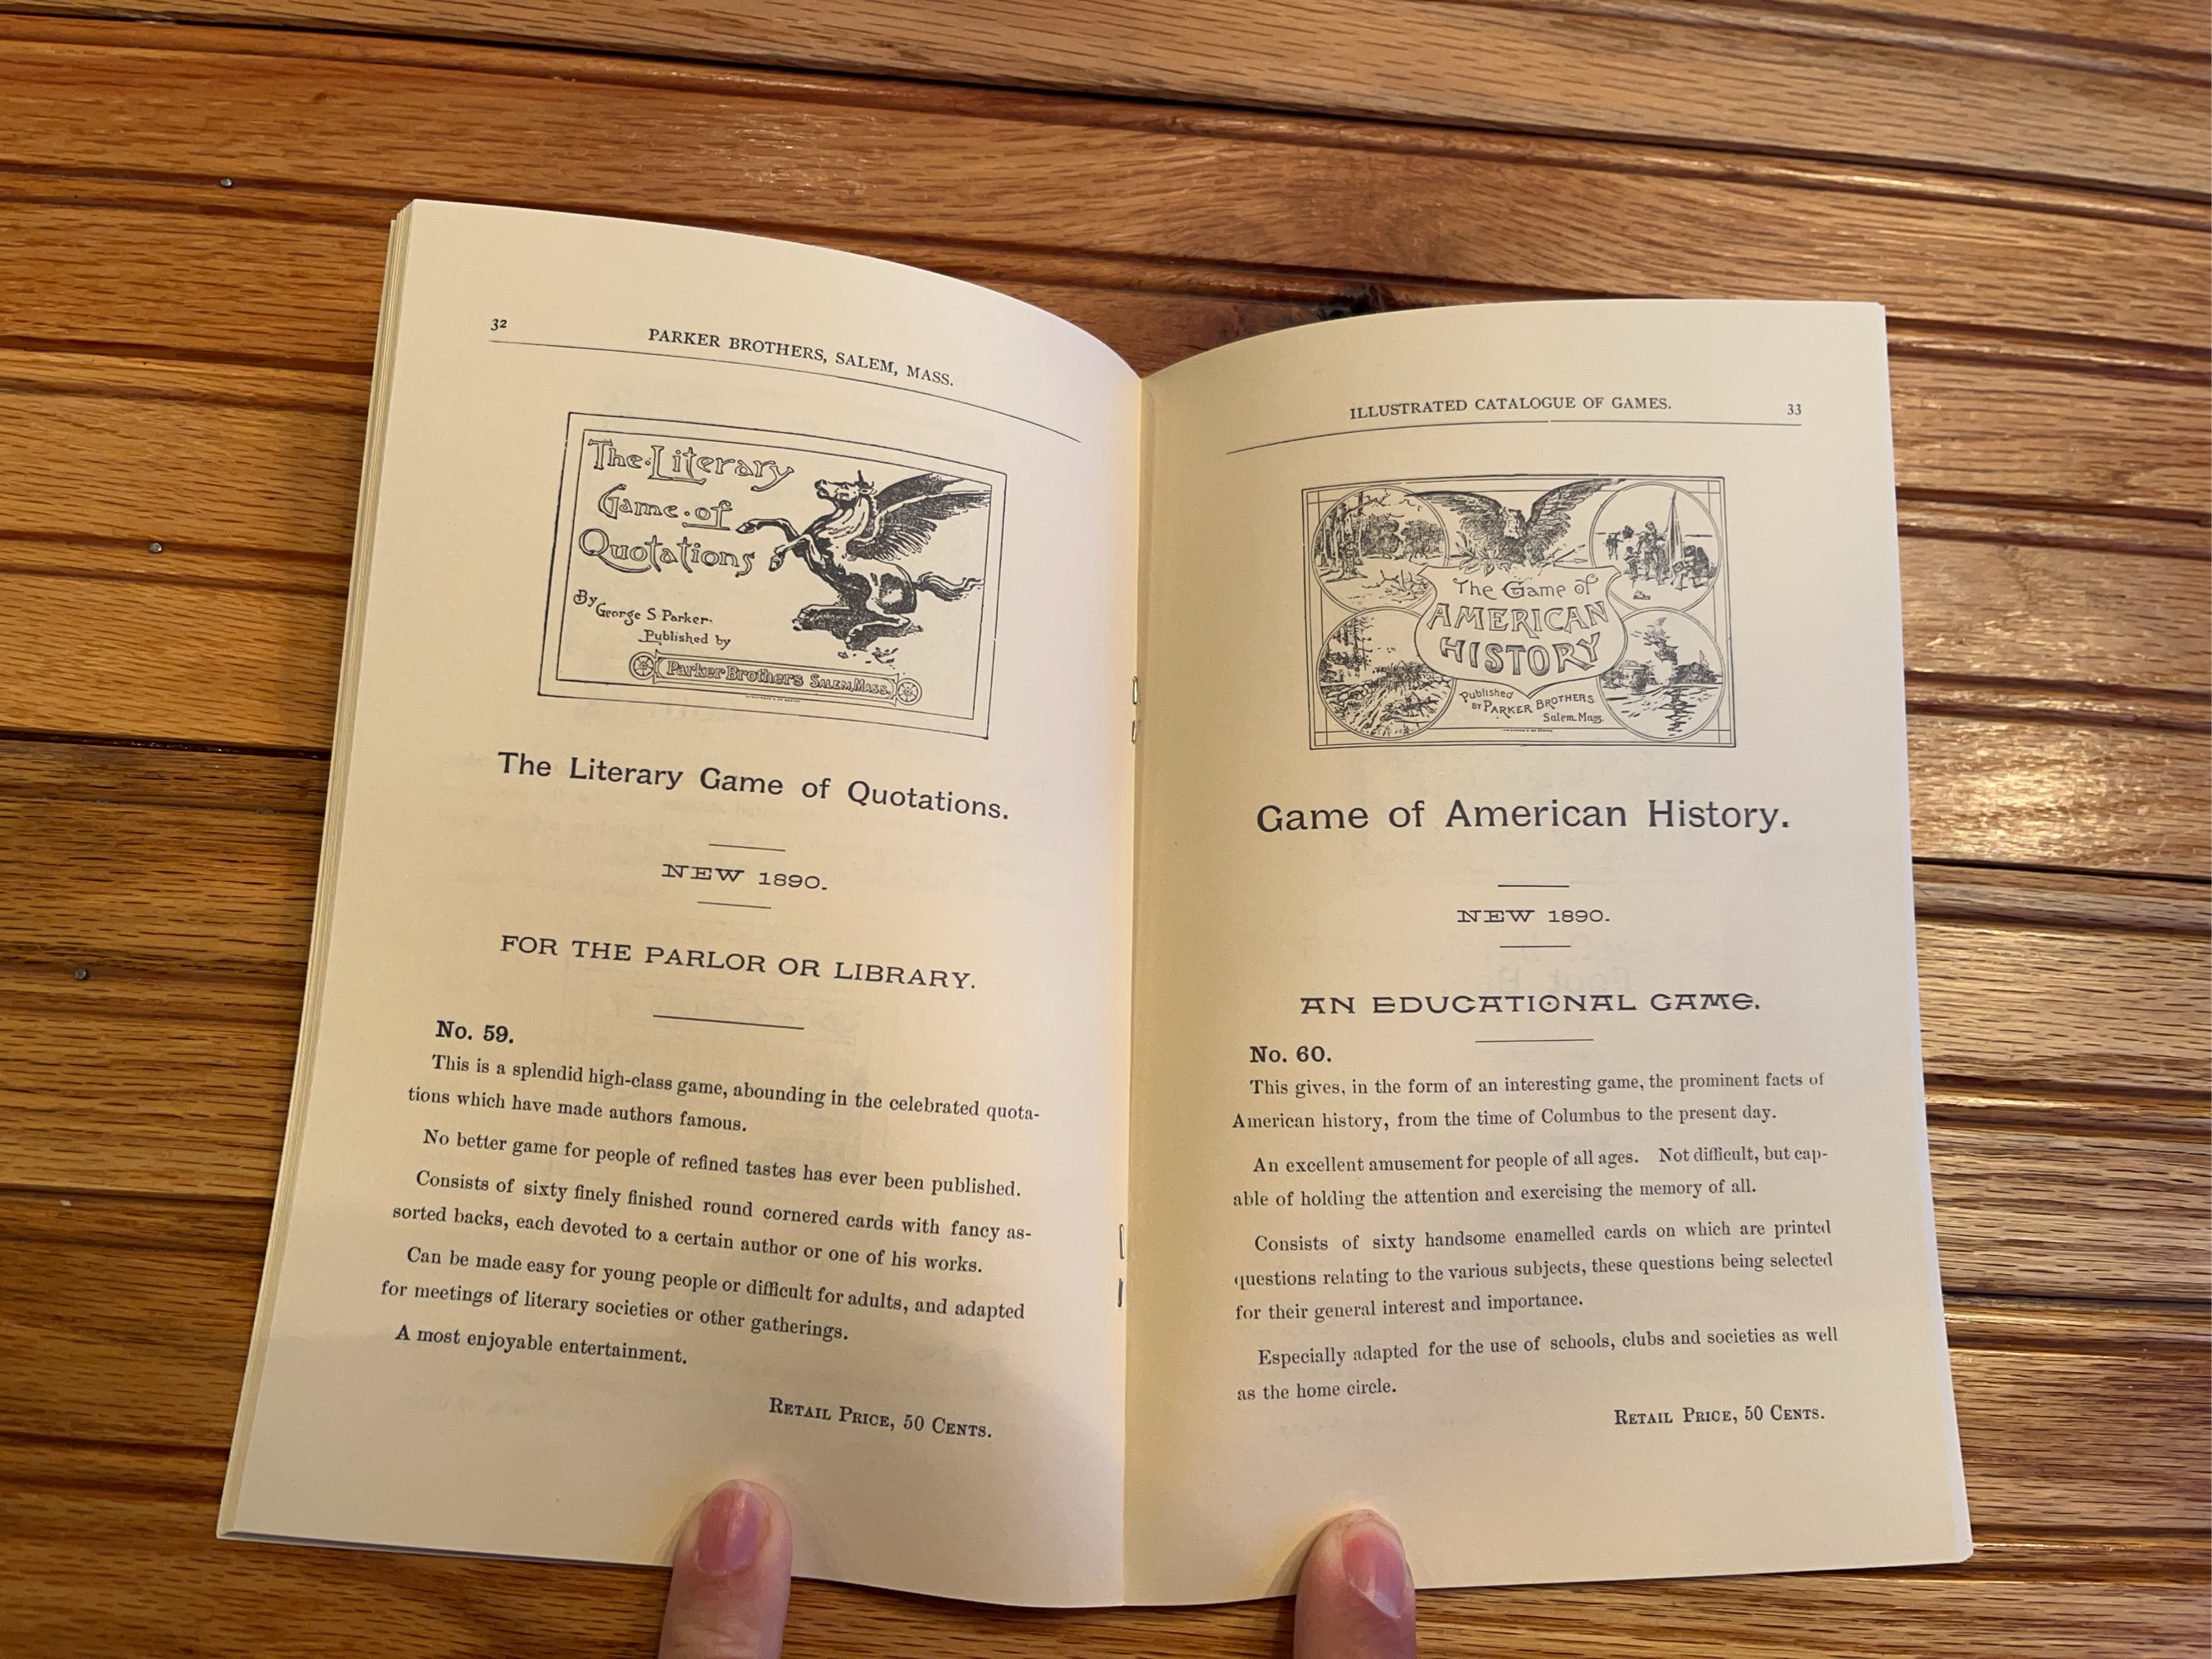 32
PARKER BROTHERS, SALEM, MASS.
The Literary
Game of
Quotations
By
George S. Parker.
Published by
Parker Brothers SALEM, MASS.
The Literary Game of Quotations.
NEW 1890.
FOR THE PARLOR OR LIBRARY.
No. 59.
This is a splendid high-class game, abounding in the celebrated quota-
tions which have made authors famous.
No better game for people of refined tastes has ever been published.
Consists of sixty finely finished round cornered cards with fancy as-
sorted backs, each devoted to a certain author or one of his works.
Can be made easy for young people or difficult for adults, and adapted
for meetings of literary societies or other gatherings.
A most enjoyable entertainment.
RETAIL PRICE, 50 CENTS.
ILLUSTRATED CATALOGUE OF GAMES.
33
The Game of
AMERICAN
HISTORY
Published
BY PARKER BROTHERS
Salem. Mass.
Game of American History.
NEW 1890.
AN EDUCATIONAL GAME.
No. 60.
This gives, in the form of an interesting game, the prominent facts of
American history, from the time of Columbus to the present day.
An excellent amusement for people of all ages. Not difficult, but cap-
able of holding the attention and exercising the memory of all.
Consists of sixty handsome enamelled cards on which are printed
questions relating to the various subjects, these questions being selected
for their general interest and importance.
Especially adapted for the use of schools, clubs and societies as well
as the home circle.
RETAIL PRICE, 50 CENTS.